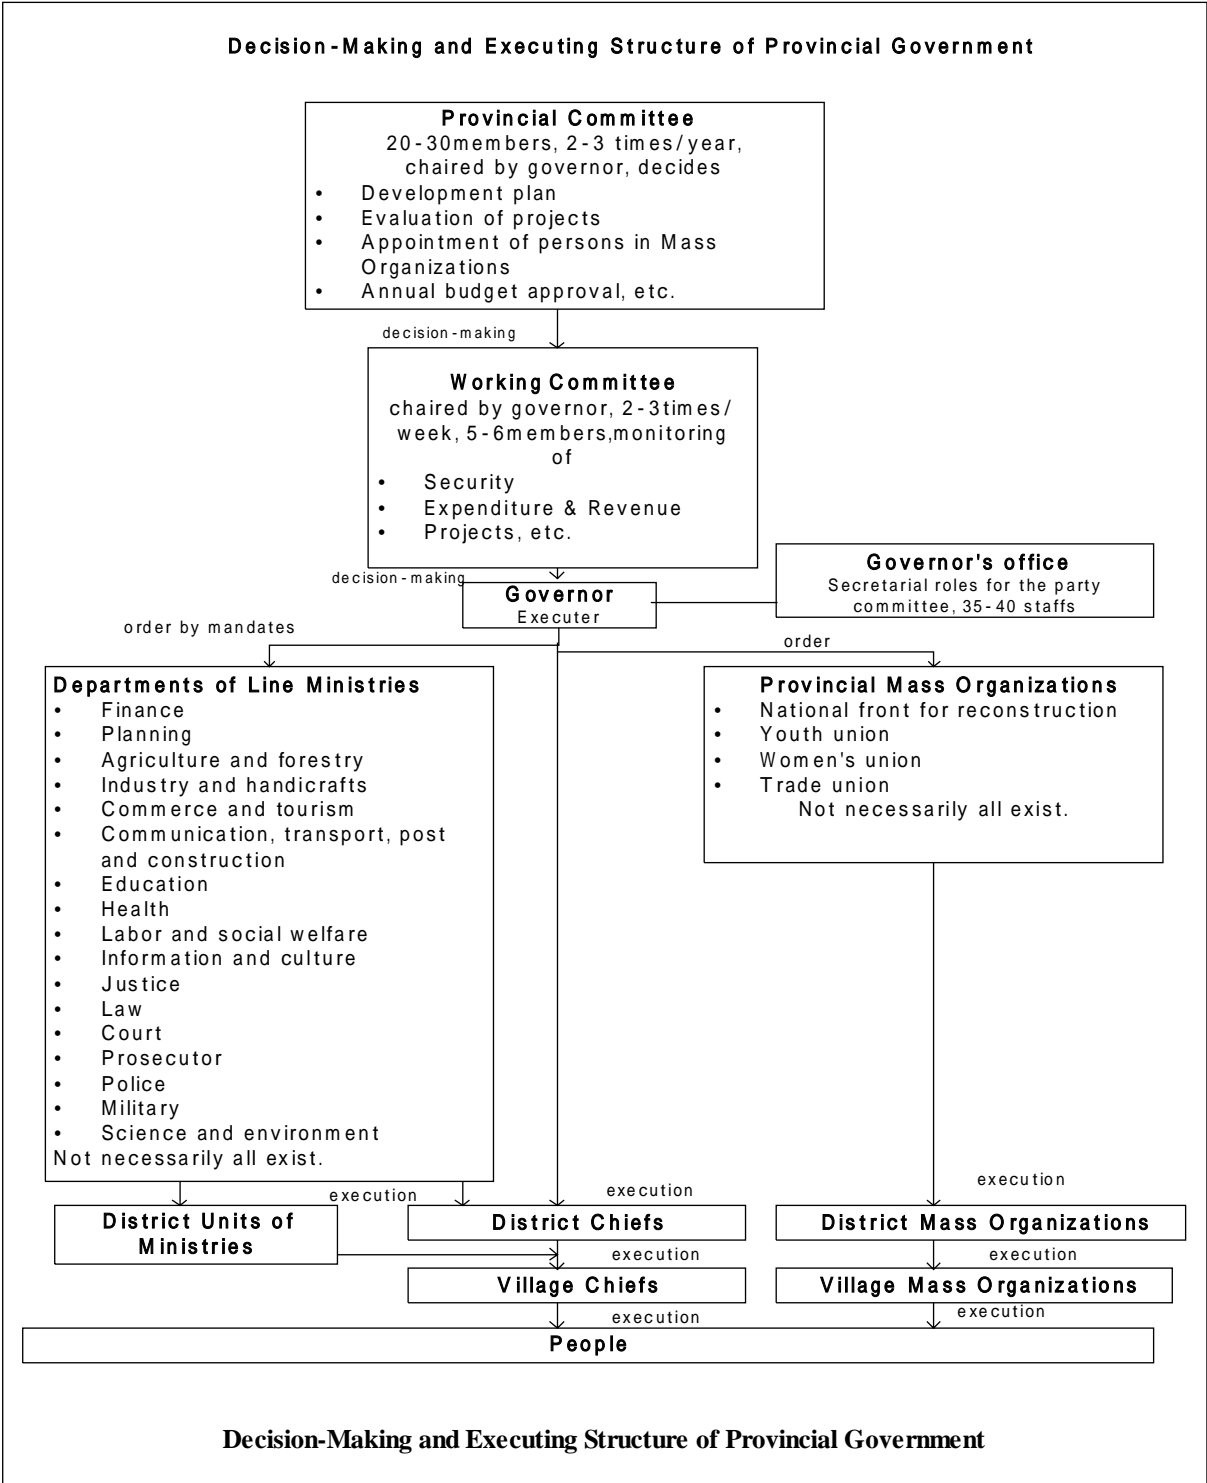 Decision-Making and Executing Structure of Provincial Government
Provincial Committee
20-30members, 2-3 times/year,
chaired by governor, decides
• Development plan
• Evaluation of projects
• Appointment of persons in Mass
Organizations
• Annual budget approval, etc.
decision-making
Working Committee
chaired by governor, 2-3times/
week, 5-6members,monitoring
of
• Security
• Expenditure & Revenue
• Projects, etc.
decision-making
Governor
Executer
Governor's office
Secretarial roles for the party
committee, 35-40 staffs
order by mandates
order
Departments of Line Ministries
• Finance
• Planning
• Agriculture and forestry
• Industry and handicrafts
• Commerce and tourism
• Communication, transport, post
and construction
• Education
• Health
• Labor and social welfare
• Information and culture
• Justice
• Law
• Court
• Prosecutor
• Police
• Military
• Science and environment
Not necessarily all exist.
Provincial Mass Organizations
• National front for reconstruction
• Youth union
• Women's union
• Trade union
Not necessarily all exist.
execution
execution
execution
District Units of
Ministries
District Chiefs
District Mass Organizations
execution
execution
Village Chiefs
Village Mass Organizations
execution
execution
People
Decision-Making and Executing Structure of Provincial Government